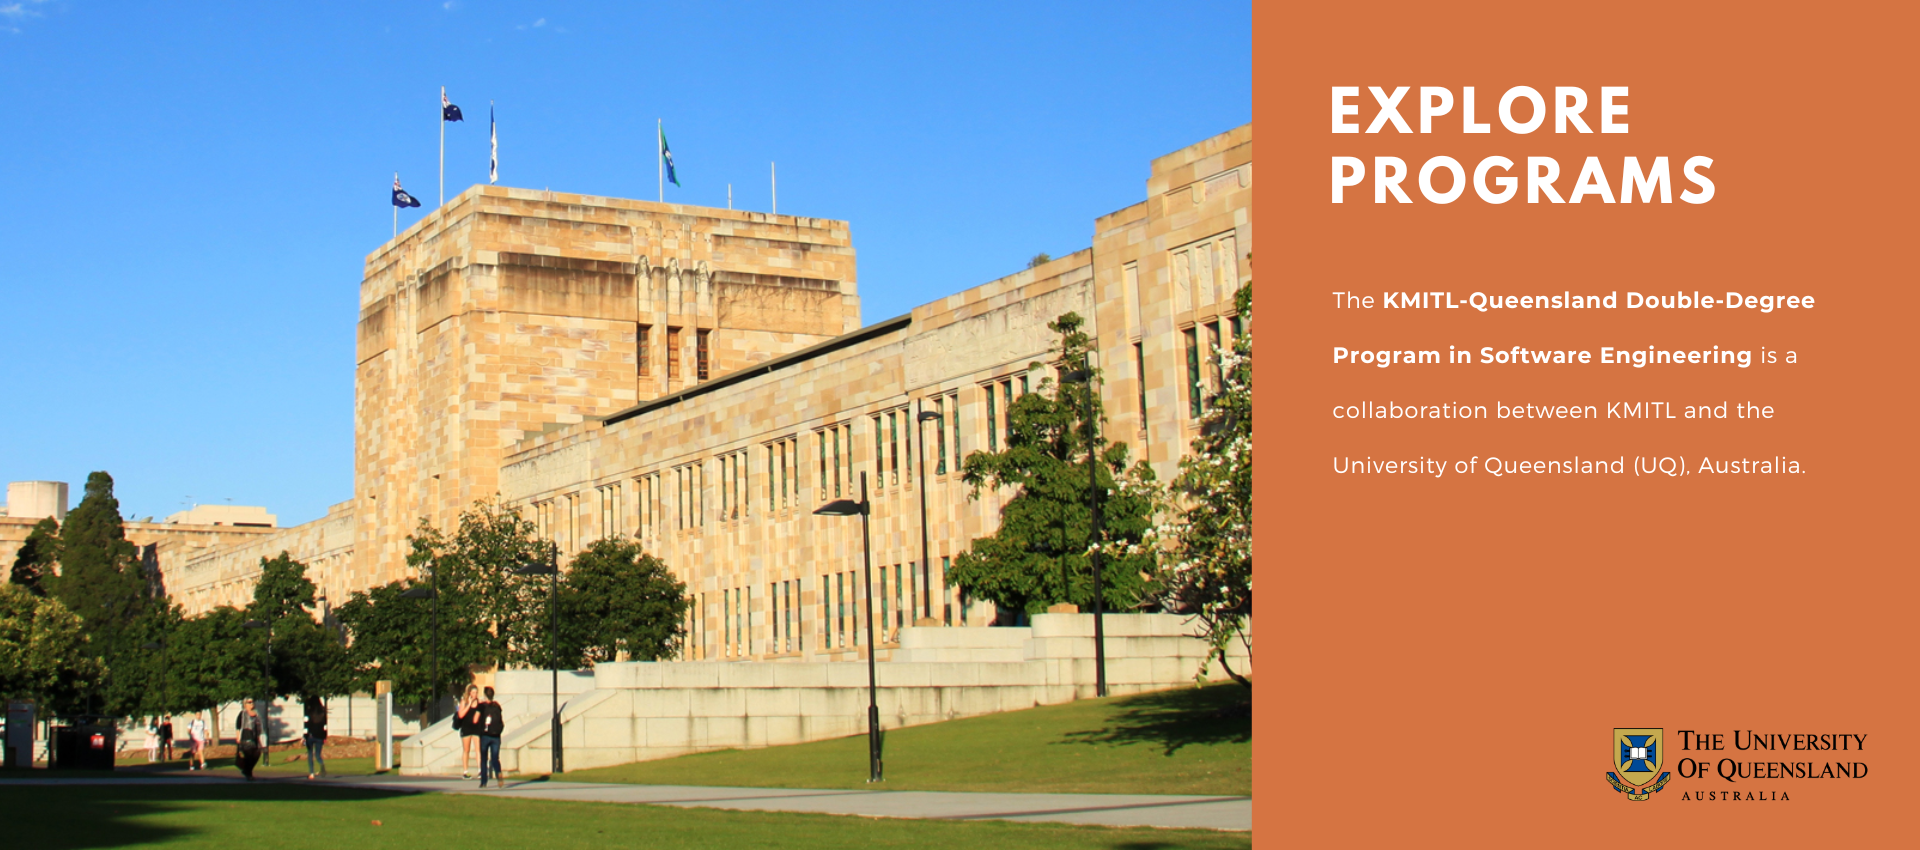 EXPLORE
PROGRAMS
The KMITL-Queensland Double-Degree
Program in Software Engineering is a
collaboration between KMITL and the
University of Queensland (UQ), Australia.
THE UNIVERSITY
OF QUEENSLAND
AUSTRALIA